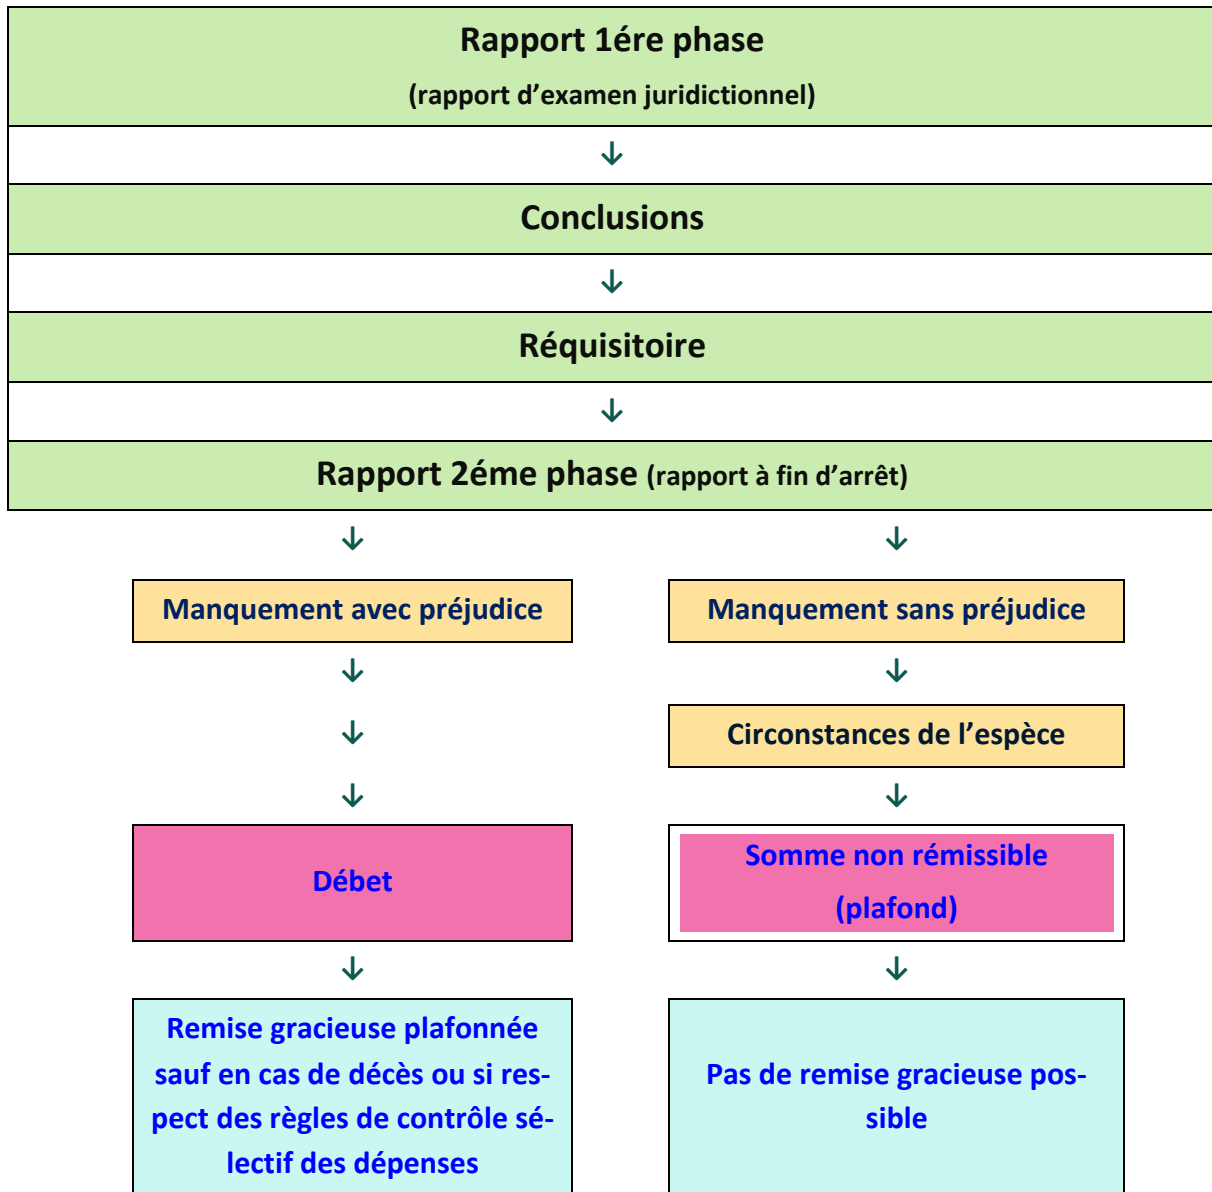 Rapport 1ére phase
(rapport d’examen juridictionnel)
↓
Conclusions
↓
Réquisitoire
↓
Rapport 2éme phase (rapport à fin d’arrêt)
↓ ↓
Manquement avec préjudice
Manquement sans préjudice
↓ ↓
↓
Circonstances de l’espèce
↓ ↓
Débet
Somme non rémissible
(plafond)
↓ ↓
Remise gracieuse plafonnée
sauf en cas de décès ou si res-
pect des règles de contrôle sé-
lectif des dépenses
Pas de remise gracieuse pos-
sible